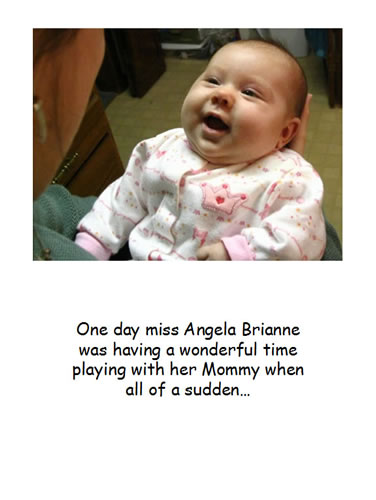 One day miss Angela Brianne
was having a wonderful time
playing with her Mommy when
all of a sudden...